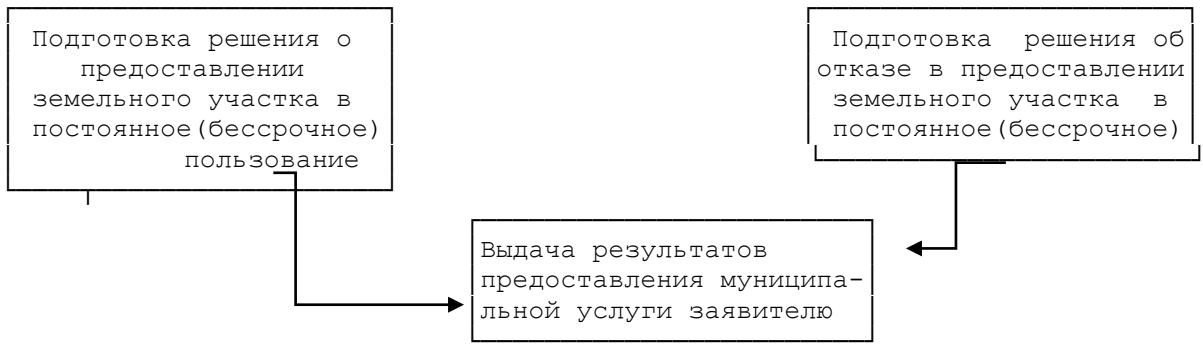 Подготовка решения о
предоставлении
земельного участка в
постоянное(бессрочное)
пользование
Подготовка решения об
отказе в предоставлении
земельного участка в
постоянное(бессрочное)
Выдача результатов
предоставления муниципа-
льной услуги заявителю